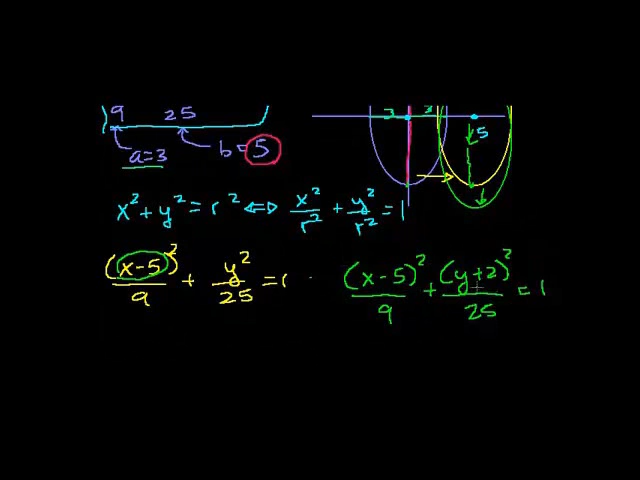 9 25 3 3
5
a=3 b=5
x² + y² = r² ⇔ x²/r² + y²/r² = 1
(x-5)²/9 + y²/25 = 1 (x-5)²/9 + (y+2)²/25 = 1